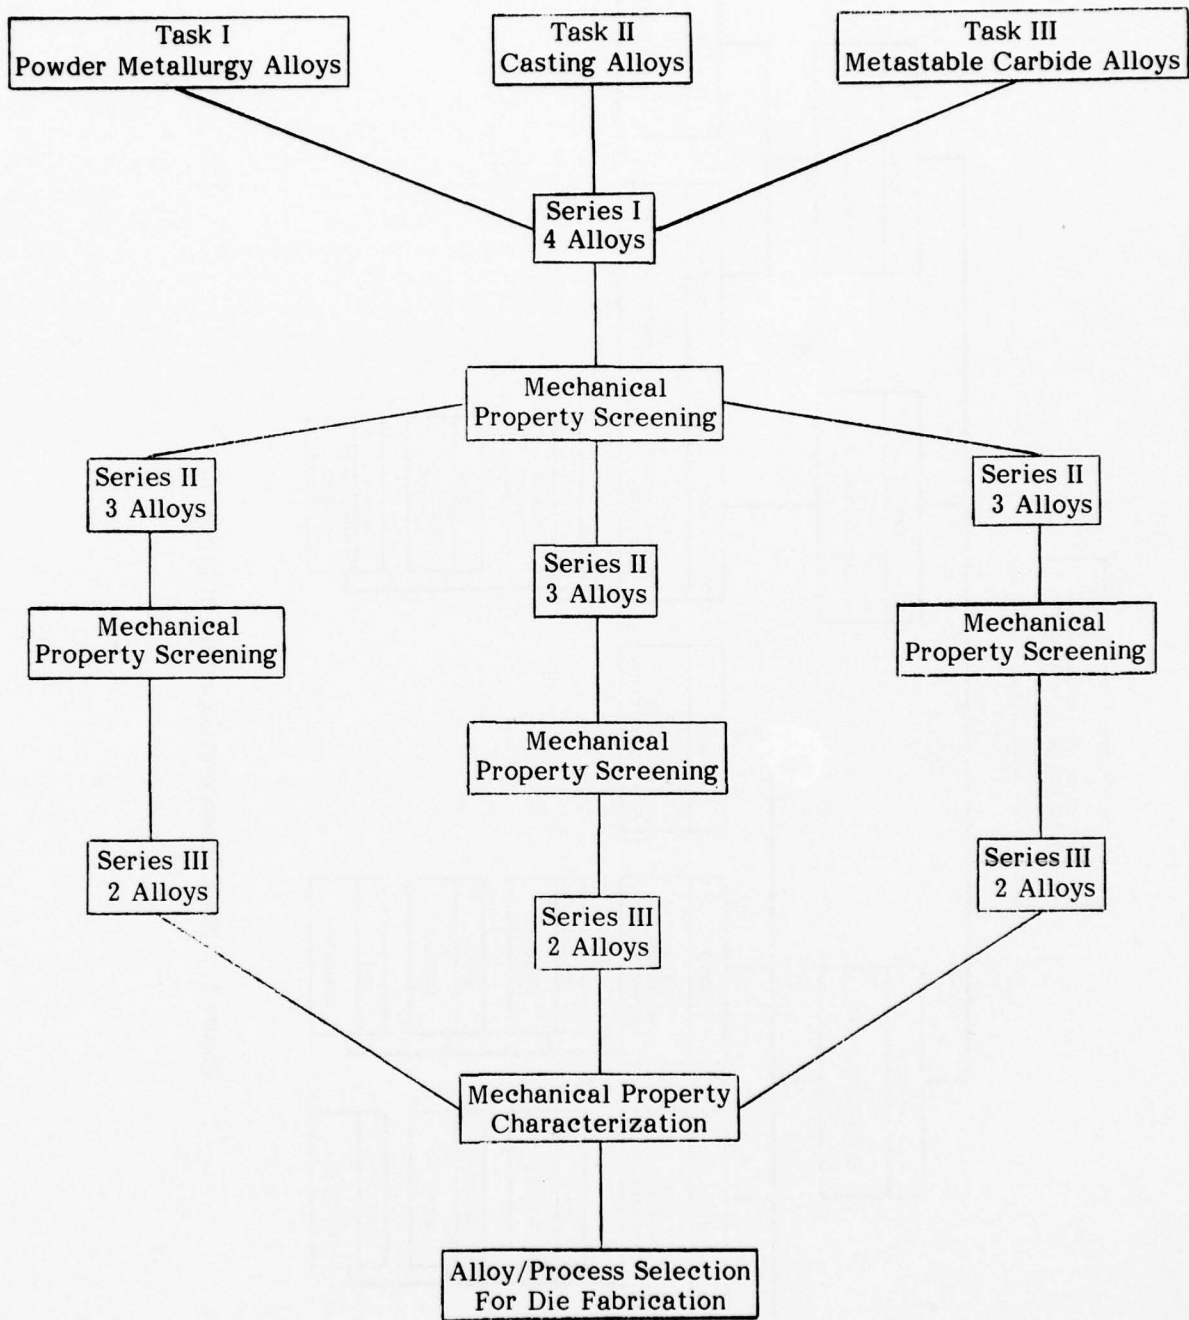 Task I
Powder Metallurgy Alloys
Task II
Casting Alloys
Task III
Metastable Carbide Alloys
Series I
4 Alloys
Mechanical
Property Screening
Series II
3 Alloys
Series II
3 Alloys
Series II
3 Alloys
Mechanical
Property Screening
Mechanical
Property Screening
Mechanical
Property Screening
Series III
2 Alloys
Series III
2 Alloys
Series III
2 Alloys
Mechanical Property
Characterization
Alloy/Process Selection
For Die Fabrication